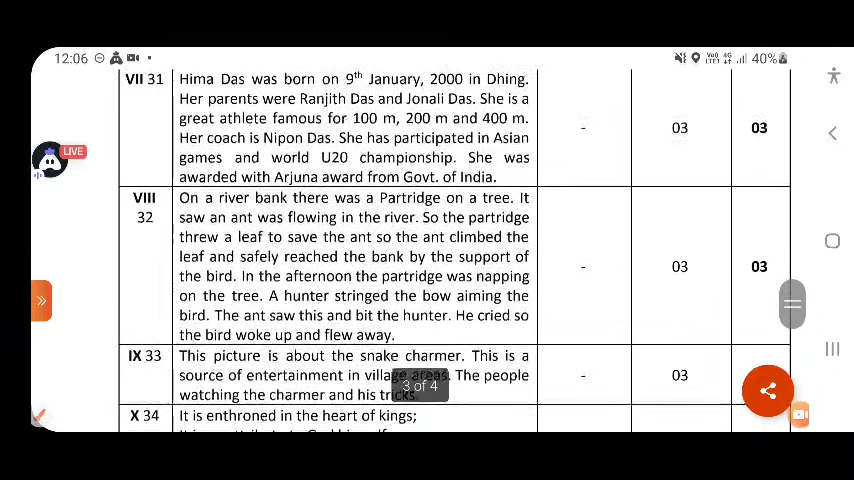 12:06
40%
LIVE
VII 31 Hima Das was born on 9th January, 2000 in Dhing.
Her parents were Ranjith Das and Jonali Das. She is a
great athlete famous for 100 m, 200 m and 400 m.
Her coach is Nipon Das. She has participated in Asian
games and world U20 championship. She was
awarded with Arjuna award from Govt. of India.
- 03 03
VIII 32 On a river bank there was a Partridge on a tree. It
saw an ant was flowing in the river. So the partridge
threw a leaf to save the ant so the ant climbed the
leaf and safely reached the bank by the support of
the bird. In the afternoon the partridge was napping
on the tree. A hunter stringed the bow aiming the
bird. The ant saw this and bit the hunter. He cried so
the bird woke up and flew away.
- 03 03
IX 33 This picture is about the snake charmer. This is a
source of entertainment in village areas. The people
watching the charmer and his tricks.
- 03
3 of 4
X 34 It is enthroned in the heart of kings;